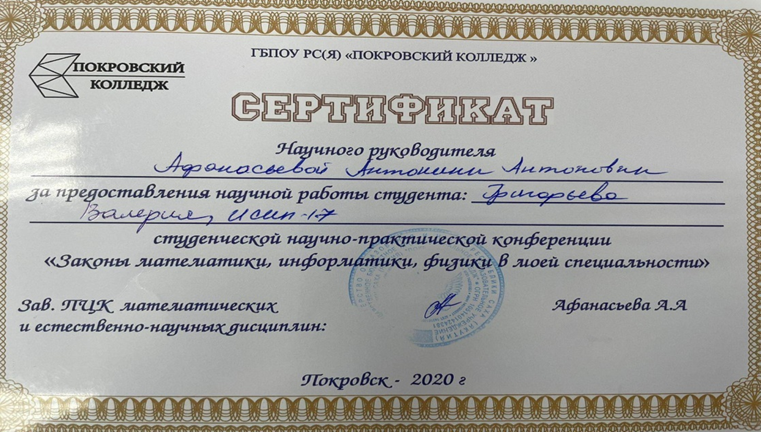 ПОКРОВСКИЙ
КОЛЛЕДЖ
ГБПОУ РС(Я) «ПОКРОВСКИЙ КОЛЛЕДЖ »
СЕРТИФИКАТ
Научного руководителя
Афанасьевой Антонины Антоновны
за предоставления научной работы студента: Григорьева
Валерия, ИСИП-17
студенческой научно-практической конференции
«Законы математики, информатики, физики в моей специальности»
Зав. ПЦК математических
и естественно-научных дисциплин:
Афанасьева А.А
Покровск - 2020 г